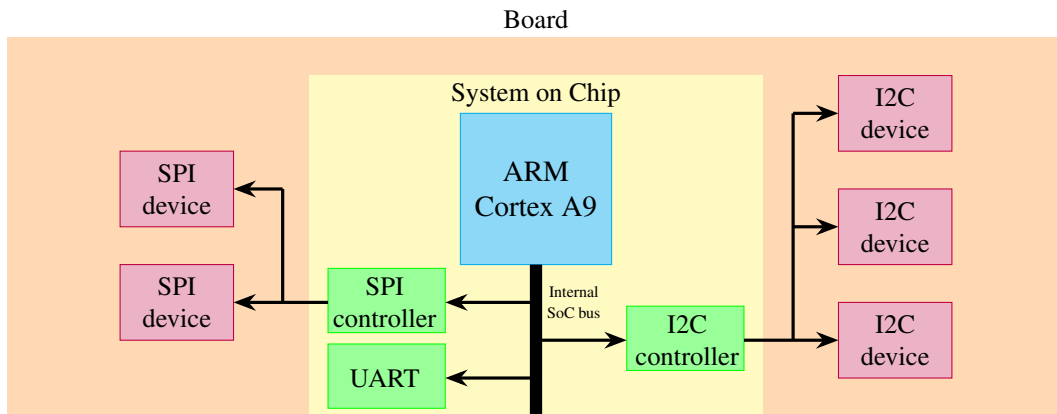 Board
System on Chip
ARM
Cortex A9
SPI
device
SPI
device
SPI
controller
UART
Internal
SoC bus
I2C
controller
I2C
device
I2C
device
I2C
device